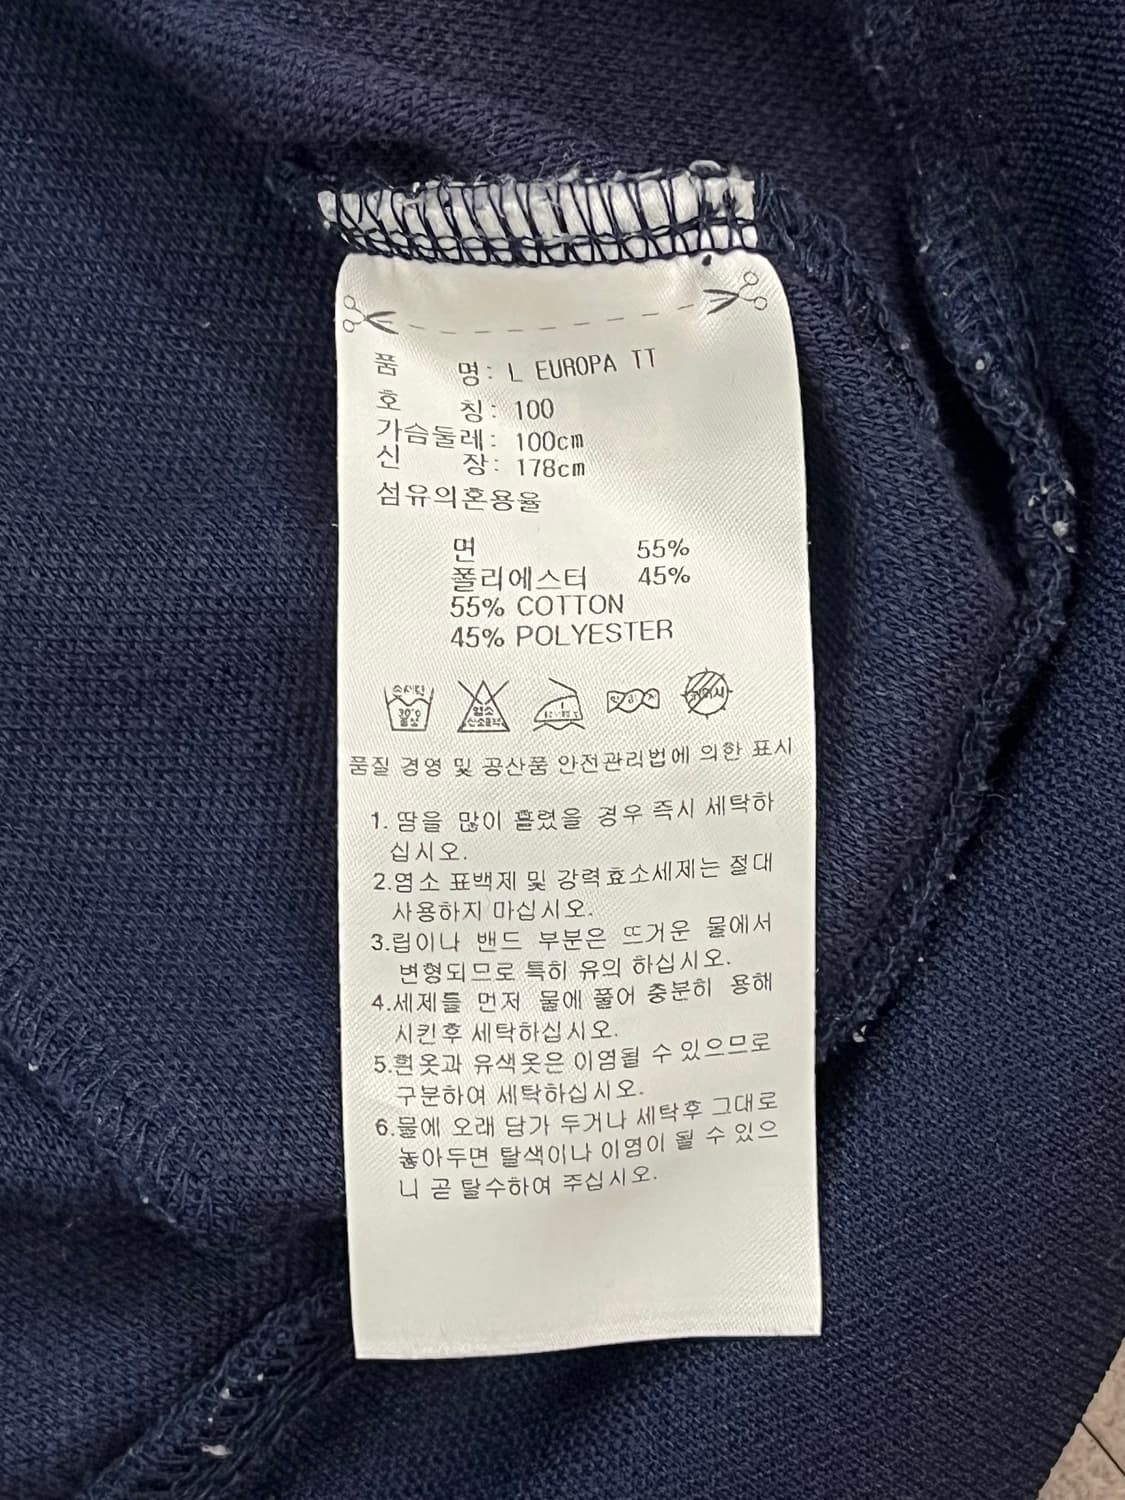 품 명: L EUROPA TT
호 칭: 100
가슴둘레: 100cm
신 장: 178cm
섬유의혼용율
면 55%
폴리에스터 45%
55% COTTON
45% POLYESTER
30℃
염소
품질 경영 및 공산품 안전관리법에 의한 표시
1. 땀을 많이 흘렸을 경우 즉시 세탁하
십시오.
2.염소 표백제 및 강력효소세제는 절대
사용하지 마십시오.
3.립이나 밴드 부분은 뜨거운 물에서
변형되므로 특히 유의 하십시오.
4.세제를 먼저 물에 풀어 충분히 용해
시킨후 세탁하십시오.
5.흰옷과 유색옷은 이염될 수 있으므로
구분하여 세탁하십시오.
6.물에 오래 담가 두거나 세탁후 그대로
놓아두면 탈색이나 이염이 될 수 있으
니 곧 탈수하여 주십시오.